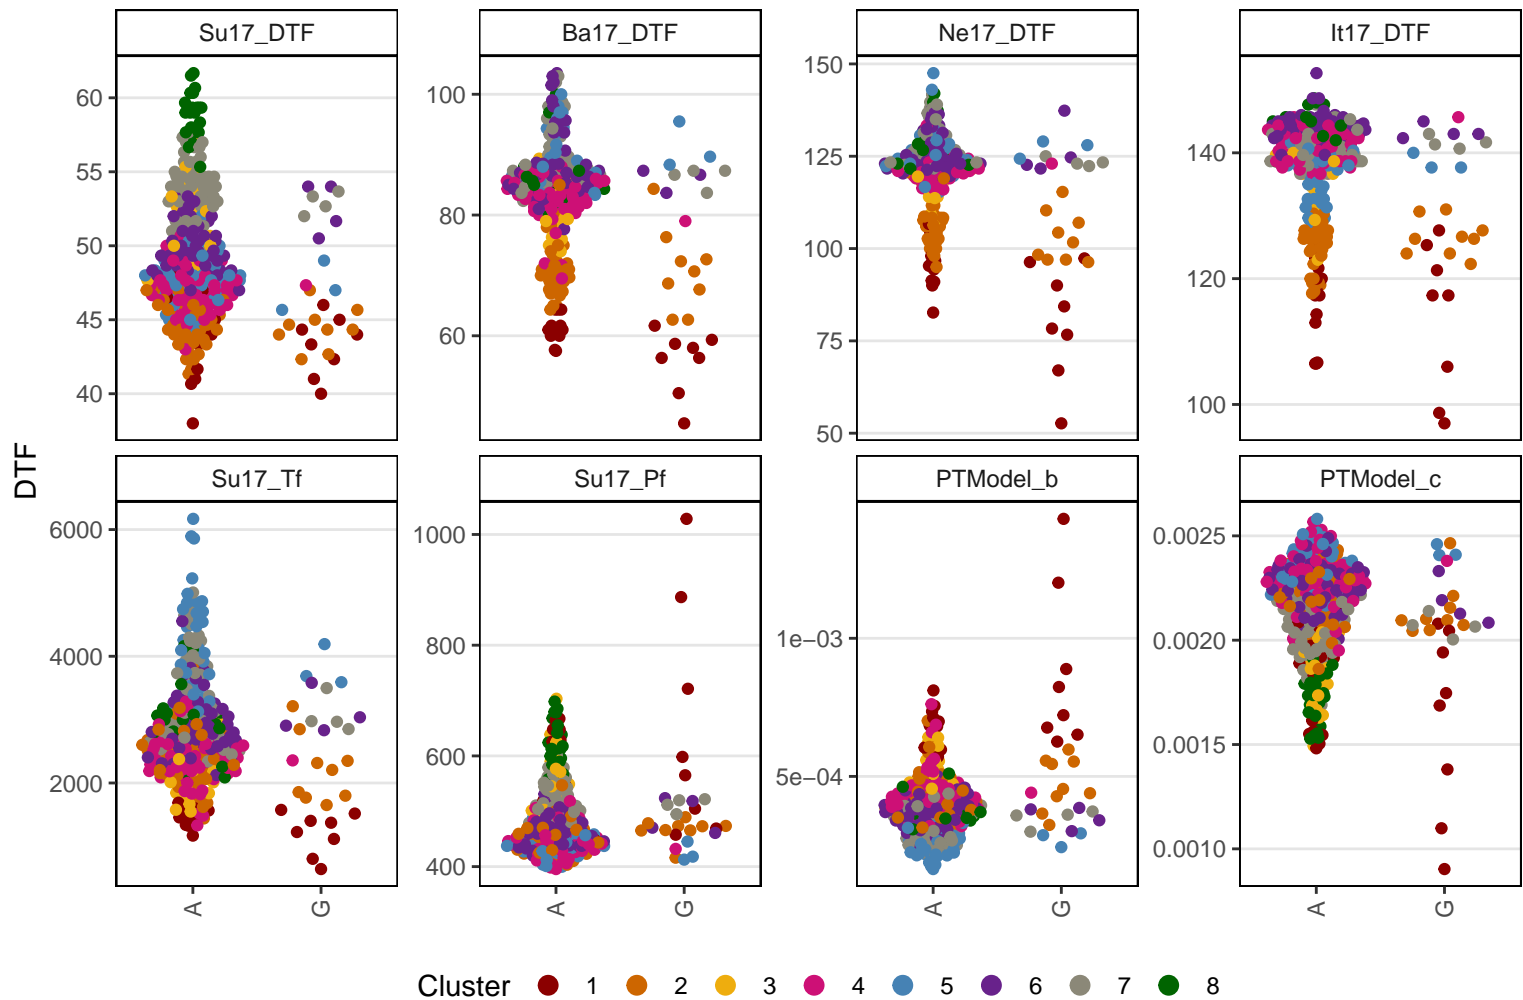 Su17_DTF
Ba17_DTF
Ne17_DTF
It17_DTF
60
55
50
45
40
100
80
60
150
125
100
75
50
140
120
100
DTF
Su17_Tf
Su17_Pf
PTModel_b
PTModel_c
6000
4000
2000
1000
800
600
400
1e−03
5e−04
0.0025
0.0020
0.0015
0.0010
A G A G A G A G
Cluster 1 2 3 4 5 6 7 8